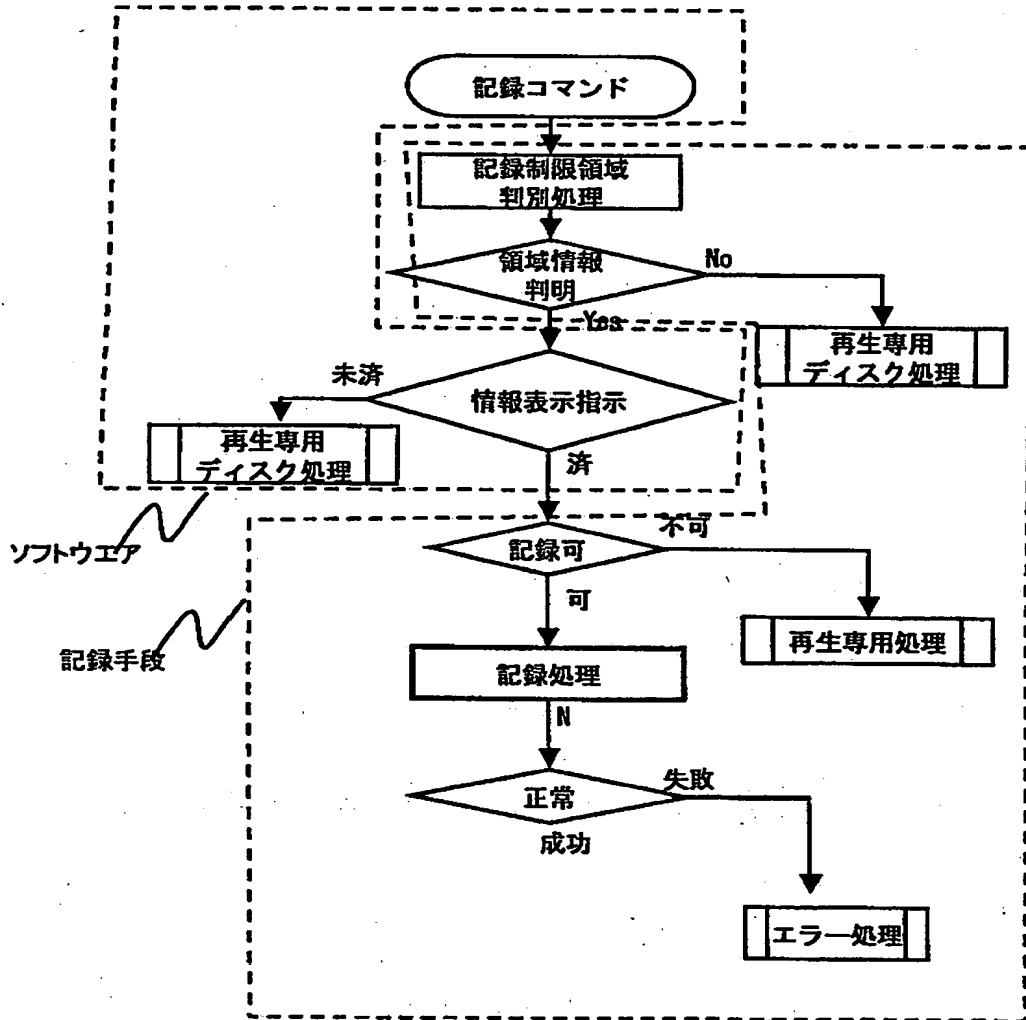 記録コマンド
記録制限領域
判別処理
領域情報
判明
No
Yes
再生専用
ディスク処理
未済
情報表示指示
再生専用
ディスク処理
済
ソフトウエア
不可
記録可
可
再生専用処理
記録手段
記録処理
N
失敗
正常
成功
エラー処理